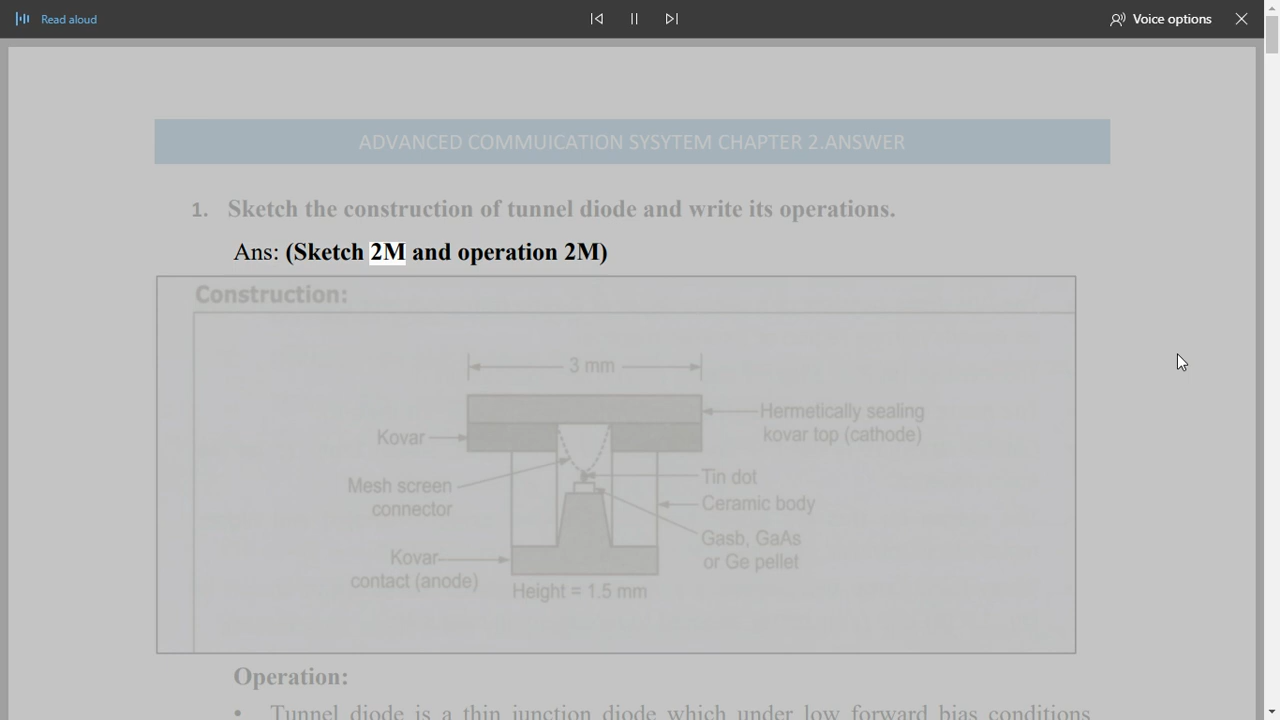 Read aloud
Voice options
ADVANCED COMMUICATION SYSYTEM CHAPTER 2.ANSWER
1. Sketch the construction of tunnel diode and write its operations.
Ans: (Sketch 2M and operation 2M)
Construction:
3 mm
Hermetically sealing
kovar top (cathode)
Kovar
Mesh screen
connector
Tin dot
Ceramic body
Gasb, GaAs
or Ge pellet
Kovar
contact (anode)
Height = 1.5 mm
Operation:
• Tunnel diode is a thin junction diode which under low forward bias conditions